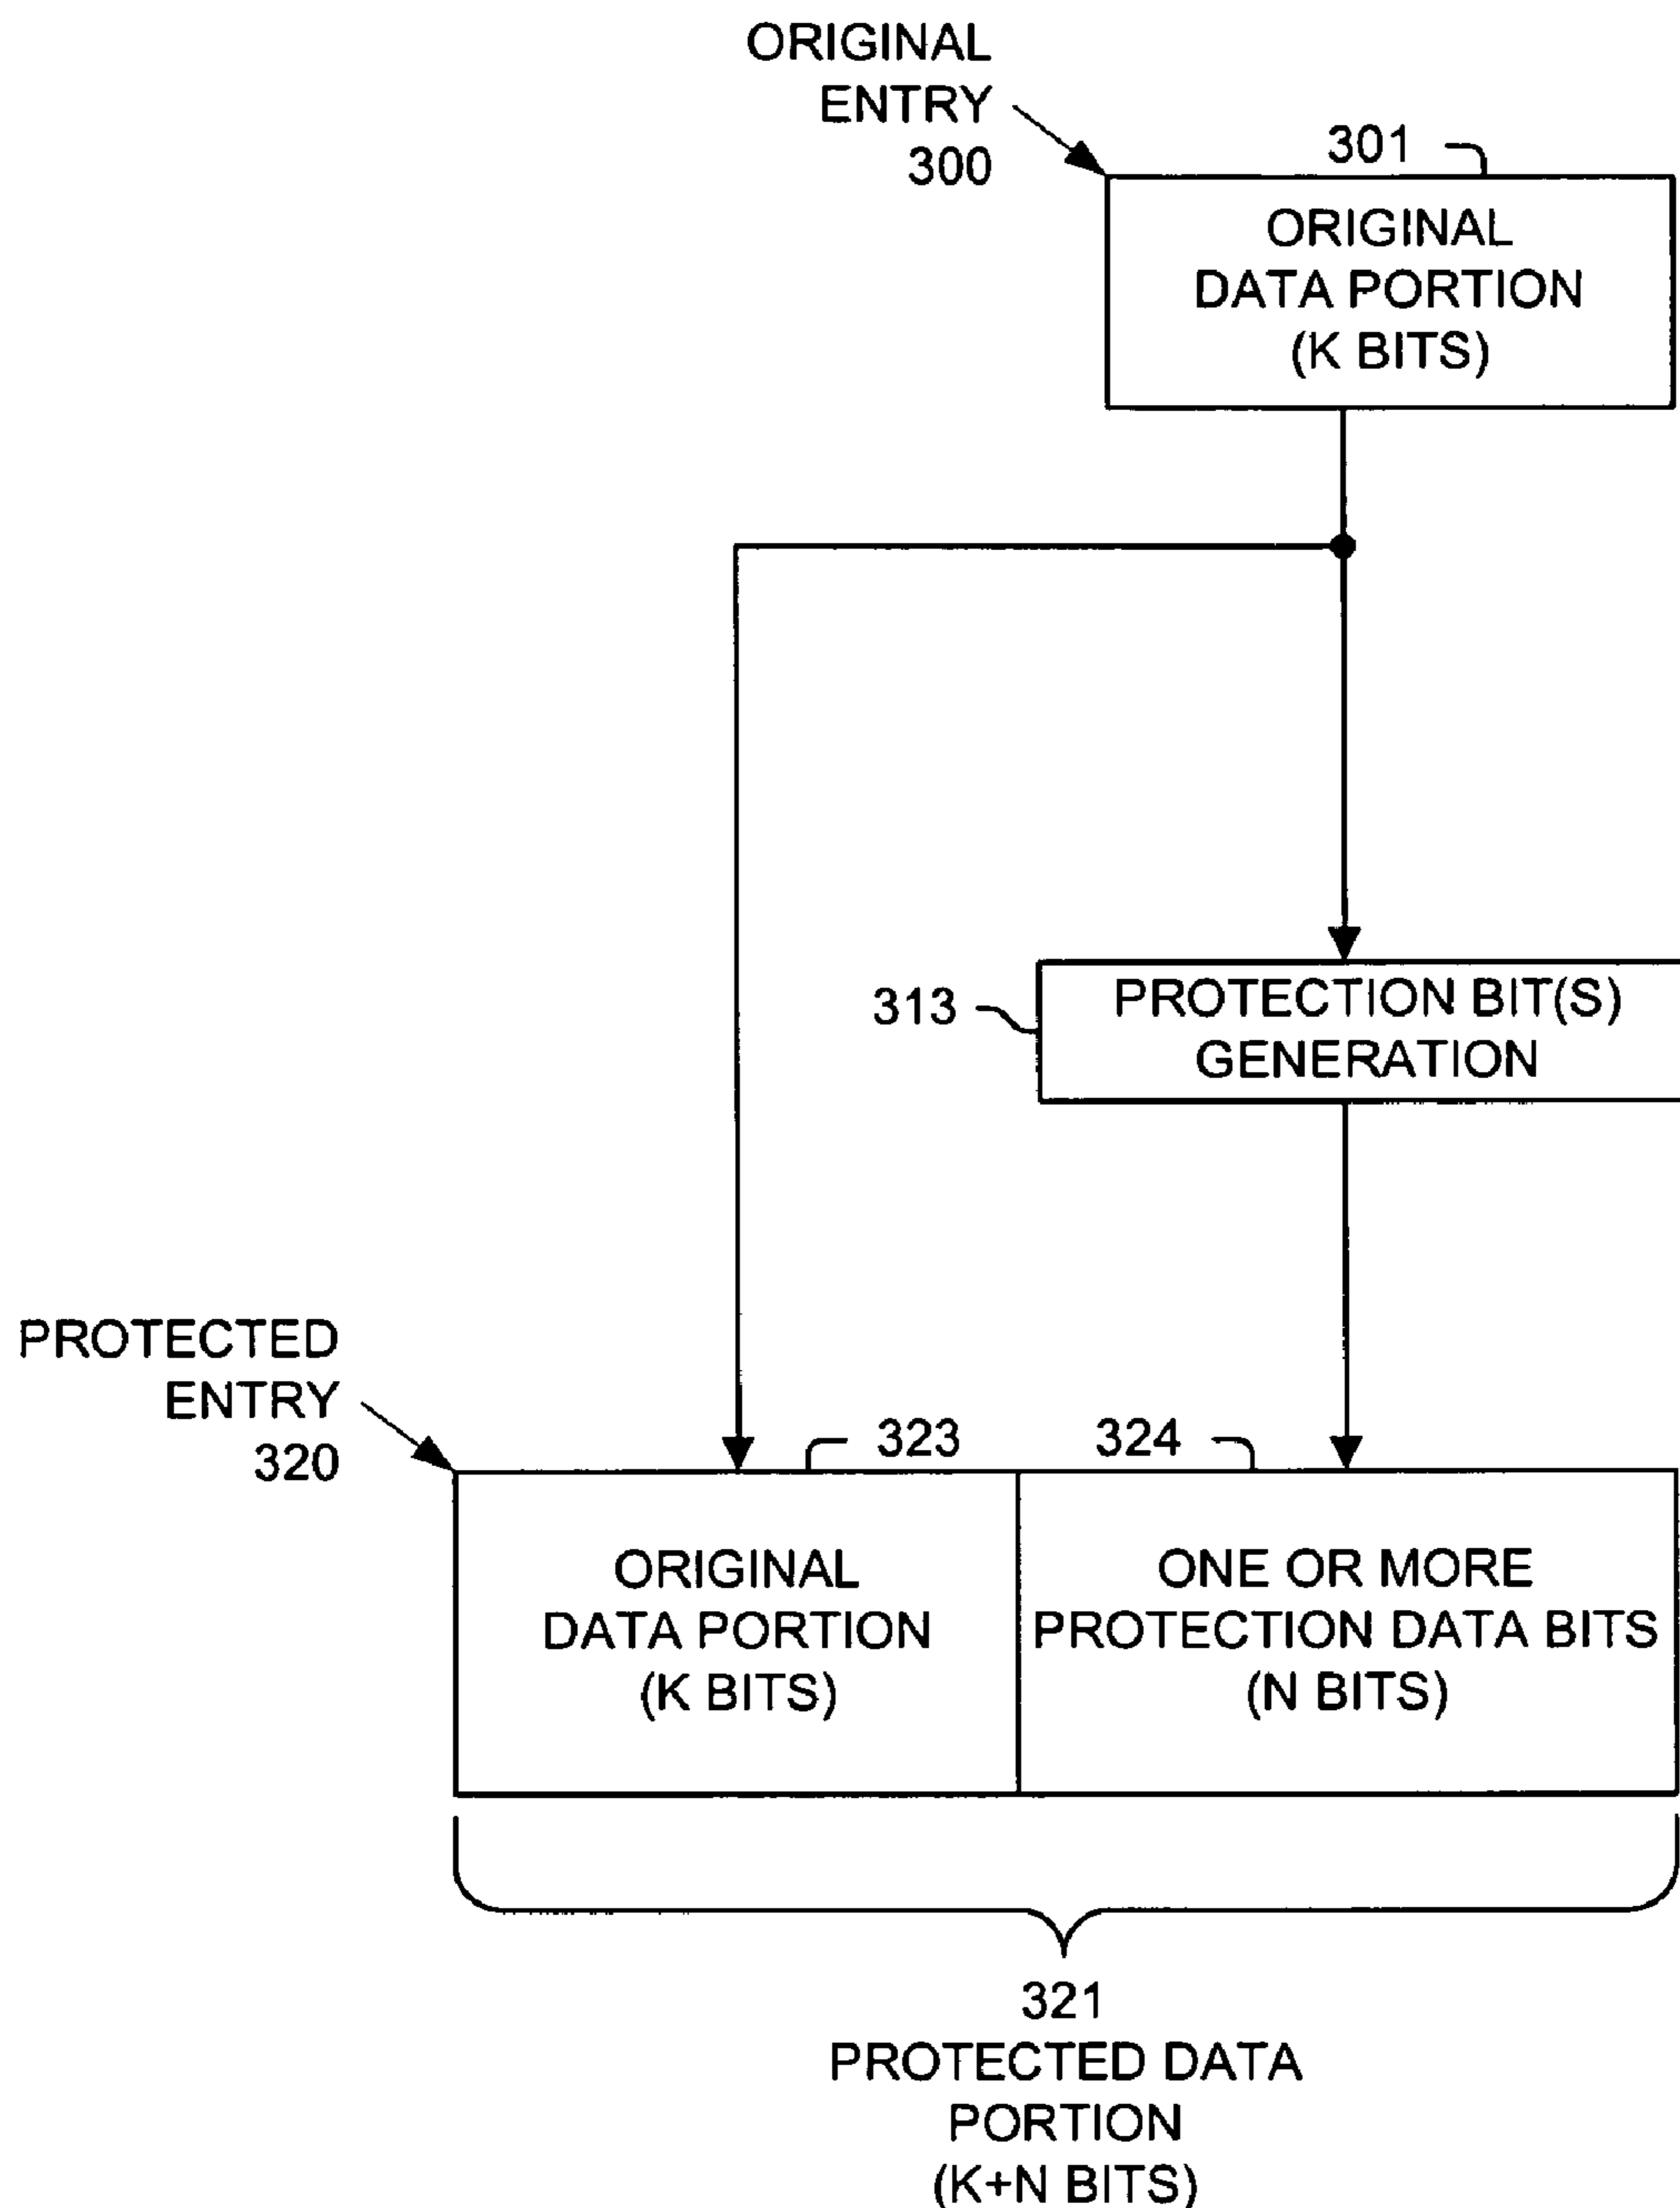 ORIGINAL
ENTRY
300
301
ORIGINAL
DATA PORTION
(K BITS)
313
PROTECTION BIT(S)
GENERATION
PROTECTED
ENTRY
320
323
324
ORIGINAL
DATA PORTION
(K BITS)
ONE OR MORE
PROTECTION DATA BITS
(N BITS)
321
PROTECTED DATA
PORTION
(K+N BITS)